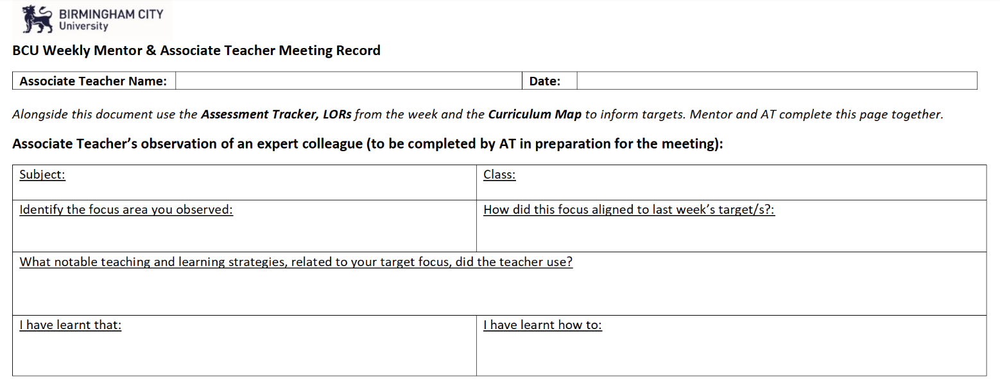 BIRMINGHAM CITY
University
BCU Weekly Mentor & Associate Teacher Meeting Record
Associate Teacher Name: Date:
Alongside this document use the Assessment Tracker, LORs from the week and the Curriculum Map to inform targets. Mentor and AT complete this page together.
Associate Teacher’s observation of an expert colleague (to be completed by AT in preparation for the meeting):
Subject: Class:
Identify the focus area you observed: How did this focus aligned to last week’s target/s?:
What notable teaching and learning strategies, related to your target focus, did the teacher use?
I have learnt that: I have learnt how to: